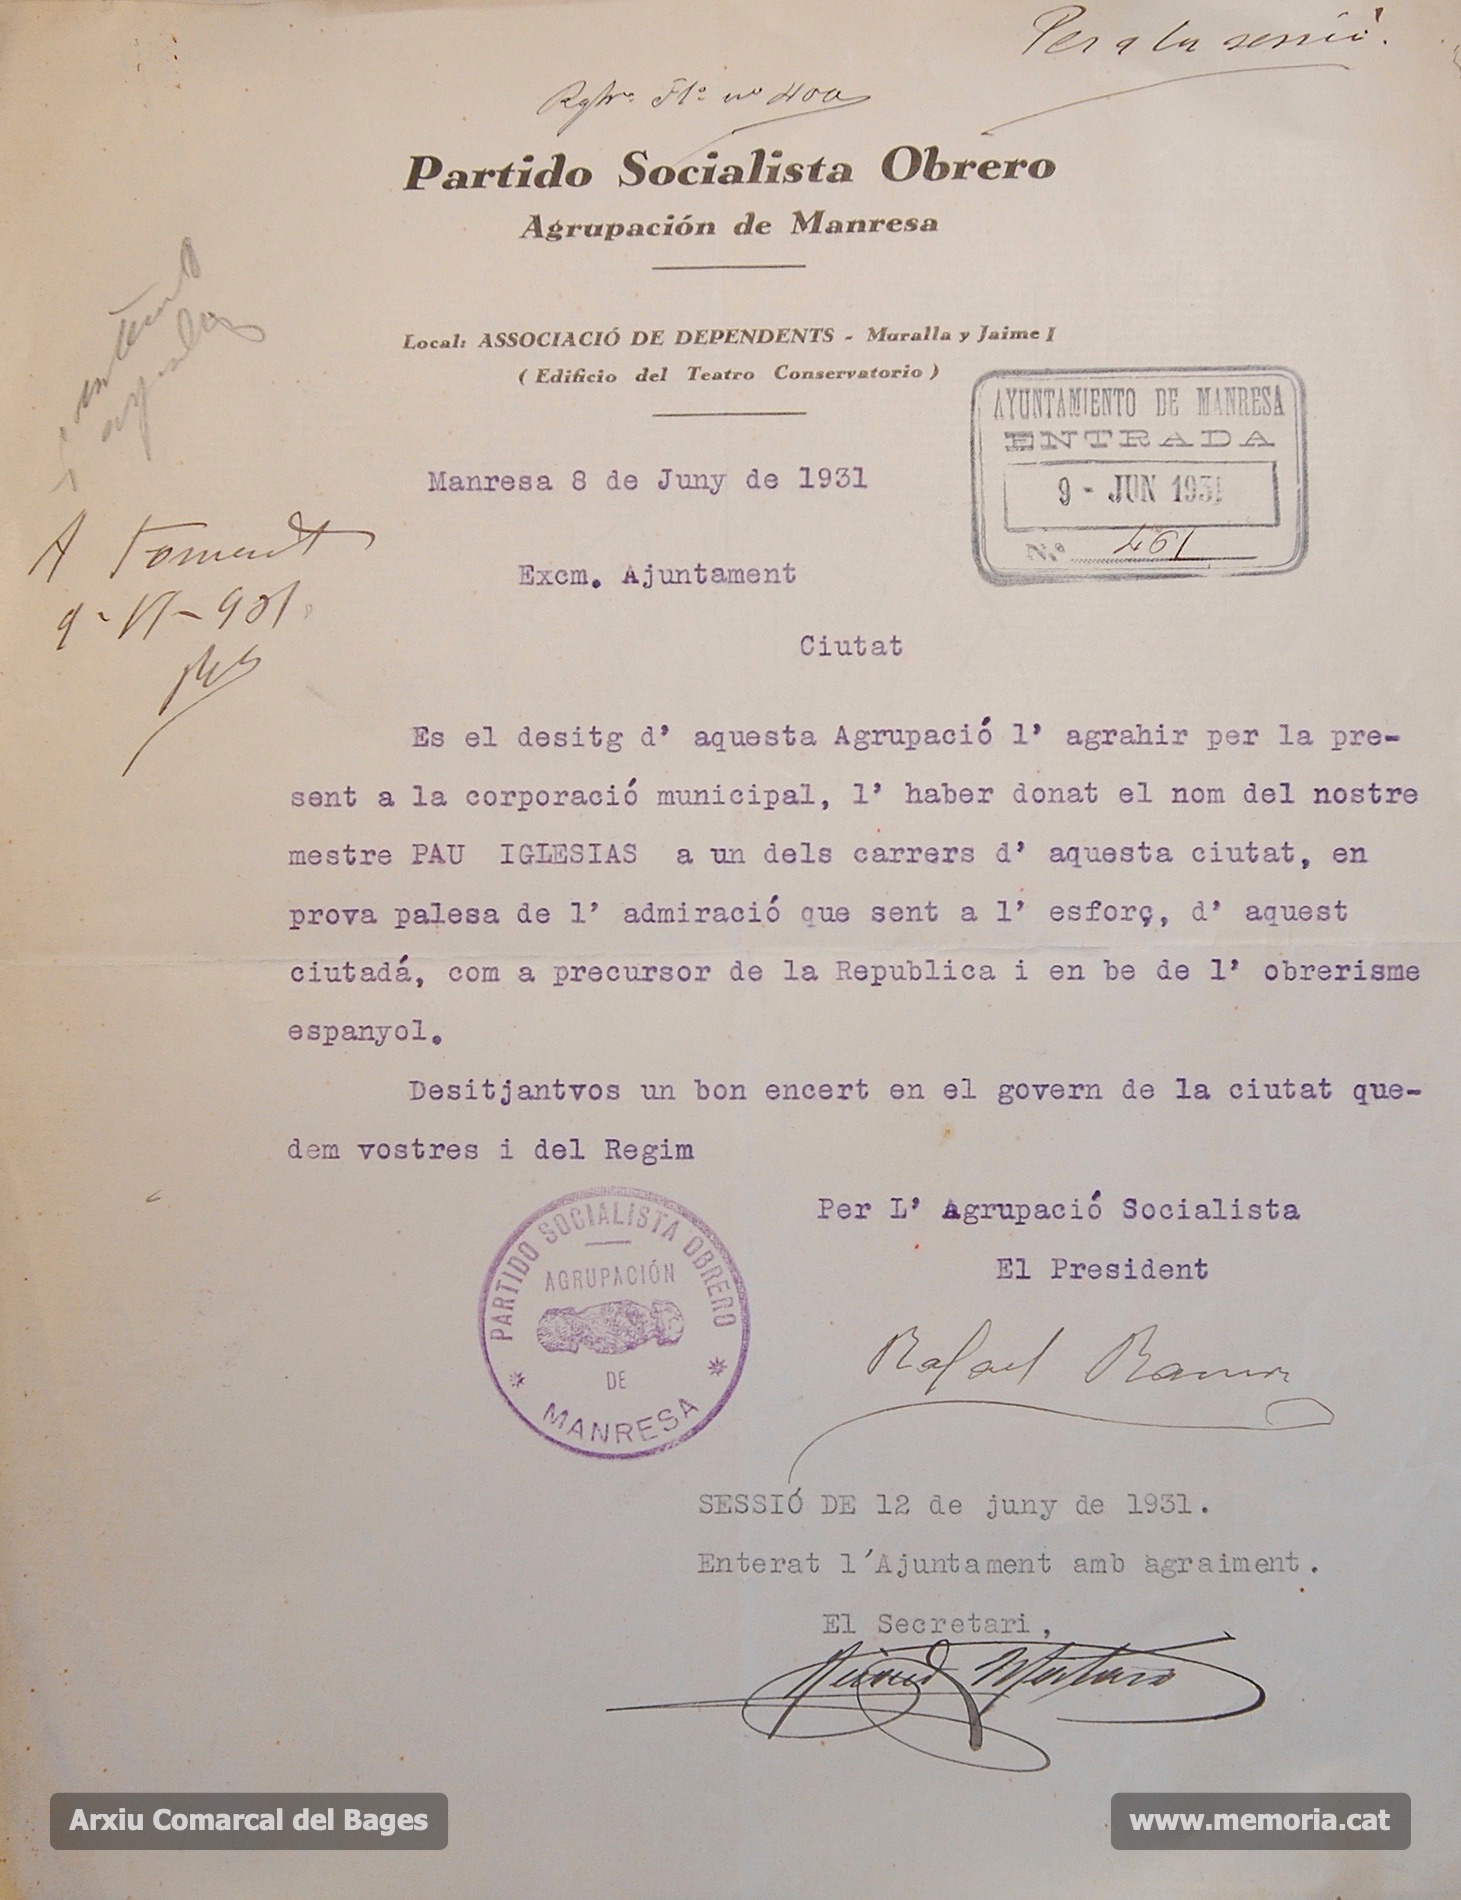 Per a la sessió.
nº 400
Partido Socialista Obrero
Agrupación de Manresa
Local: ASSOCIACIÓ DE DEPENDENTS - Muralla y Jaime I
( Edificio del Teatro Conservatorio )
AYUNTAMIENTO DE MANRESA
ENTRADA
9 - JUN 1931
N.º 461
Manresa 8 de Juny de 1931
A Foment
9-VI-931
Excm. Ajuntament
Ciutat
Es el desitg d' aquesta Agrupació l' agrahir per la pre-
sent a la corporació municipal, l' haber donat el nom del nostre
mestre PAU IGLESIAS a un dels carrers d' aquesta ciutat, en
prova palesa de l' admiració que sent a l' esforç, d' aquest
ciutadá, com a precursor de la Republica i en be de l' obrerisme
espanyol.
Desitjantvos un bon encert en el govern de la ciutat que-
dem vostres i del Regim
Per L' Agrupació Socialista
El President
PARTIDO SOCIALISTA OBRERO
AGRUPACIÓN
DE
MANRESA
Rafael Ramon
SESSIÓ DE 12 de juny de 1931.
Enterat l'Ajuntament amb agraiment.
El Secretari,
Arxiu Comarcal del Bages
www.memoria.cat